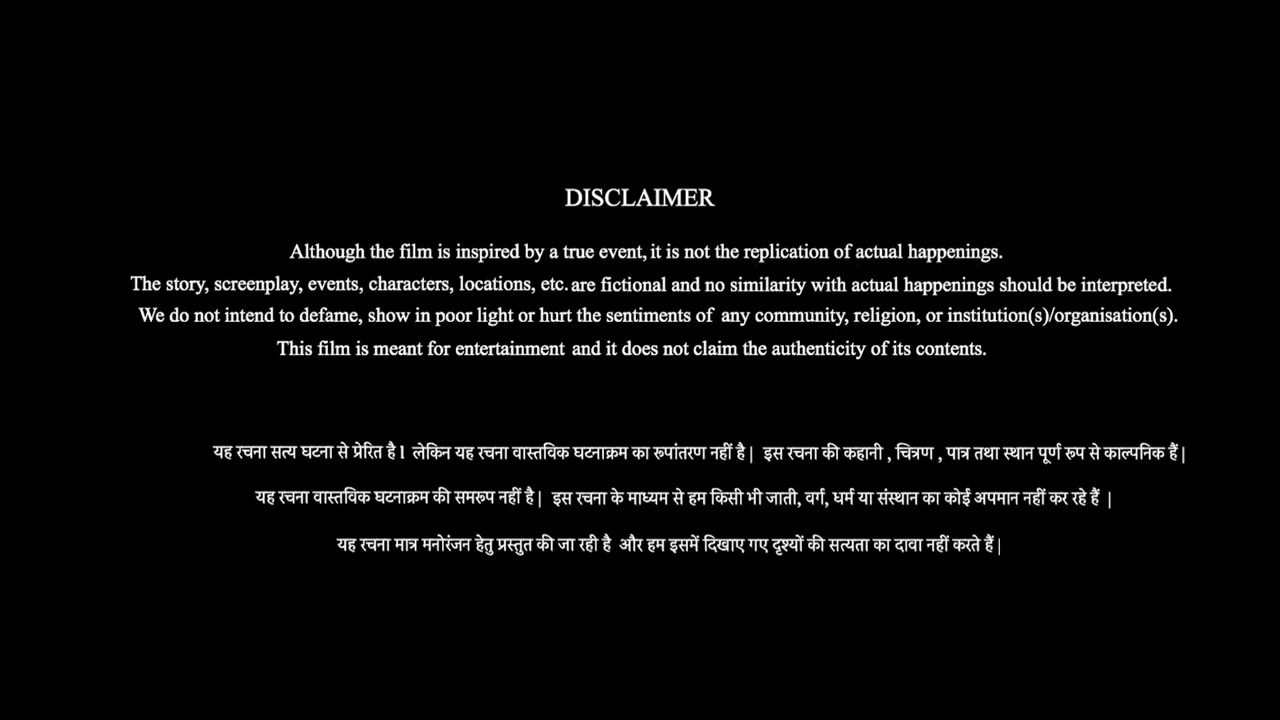 DISCLAIMER
Although the film is inspired by a true event, it is not the replication of actual happenings.
The story, screenplay, events, characters, locations, etc. are fictional and no similarity with actual happenings should be interpreted.
We do not intend to defame, show in poor light or hurt the sentiments of any community, religion, or institution(s)/organisation(s).
This film is meant for entertainment and it does not claim the authenticity of its contents.
यह रचना सत्य घटना से प्रेरित है l लेकिन यह रचना वास्तविक घटनाक्रम का रूपांतरण नहीं है | इस रचना की कहानी , चित्रण , पात्र तथा स्थान पूर्ण रूप से काल्पनिक हैं |
यह रचना वास्तविक घटनाक्रम की समरूप नहीं है | इस रचना के माध्यम से हम किसी भी जाती, वर्ग, धर्म या संस्थान का कोई अपमान नहीं कर रहे हैं |
यह रचना मात्र मनोरंजन हेतु प्रस्तुत की जा रही है और हम इसमें दिखाए गए दृश्यों की सत्यता का दावा नहीं करते हैं |